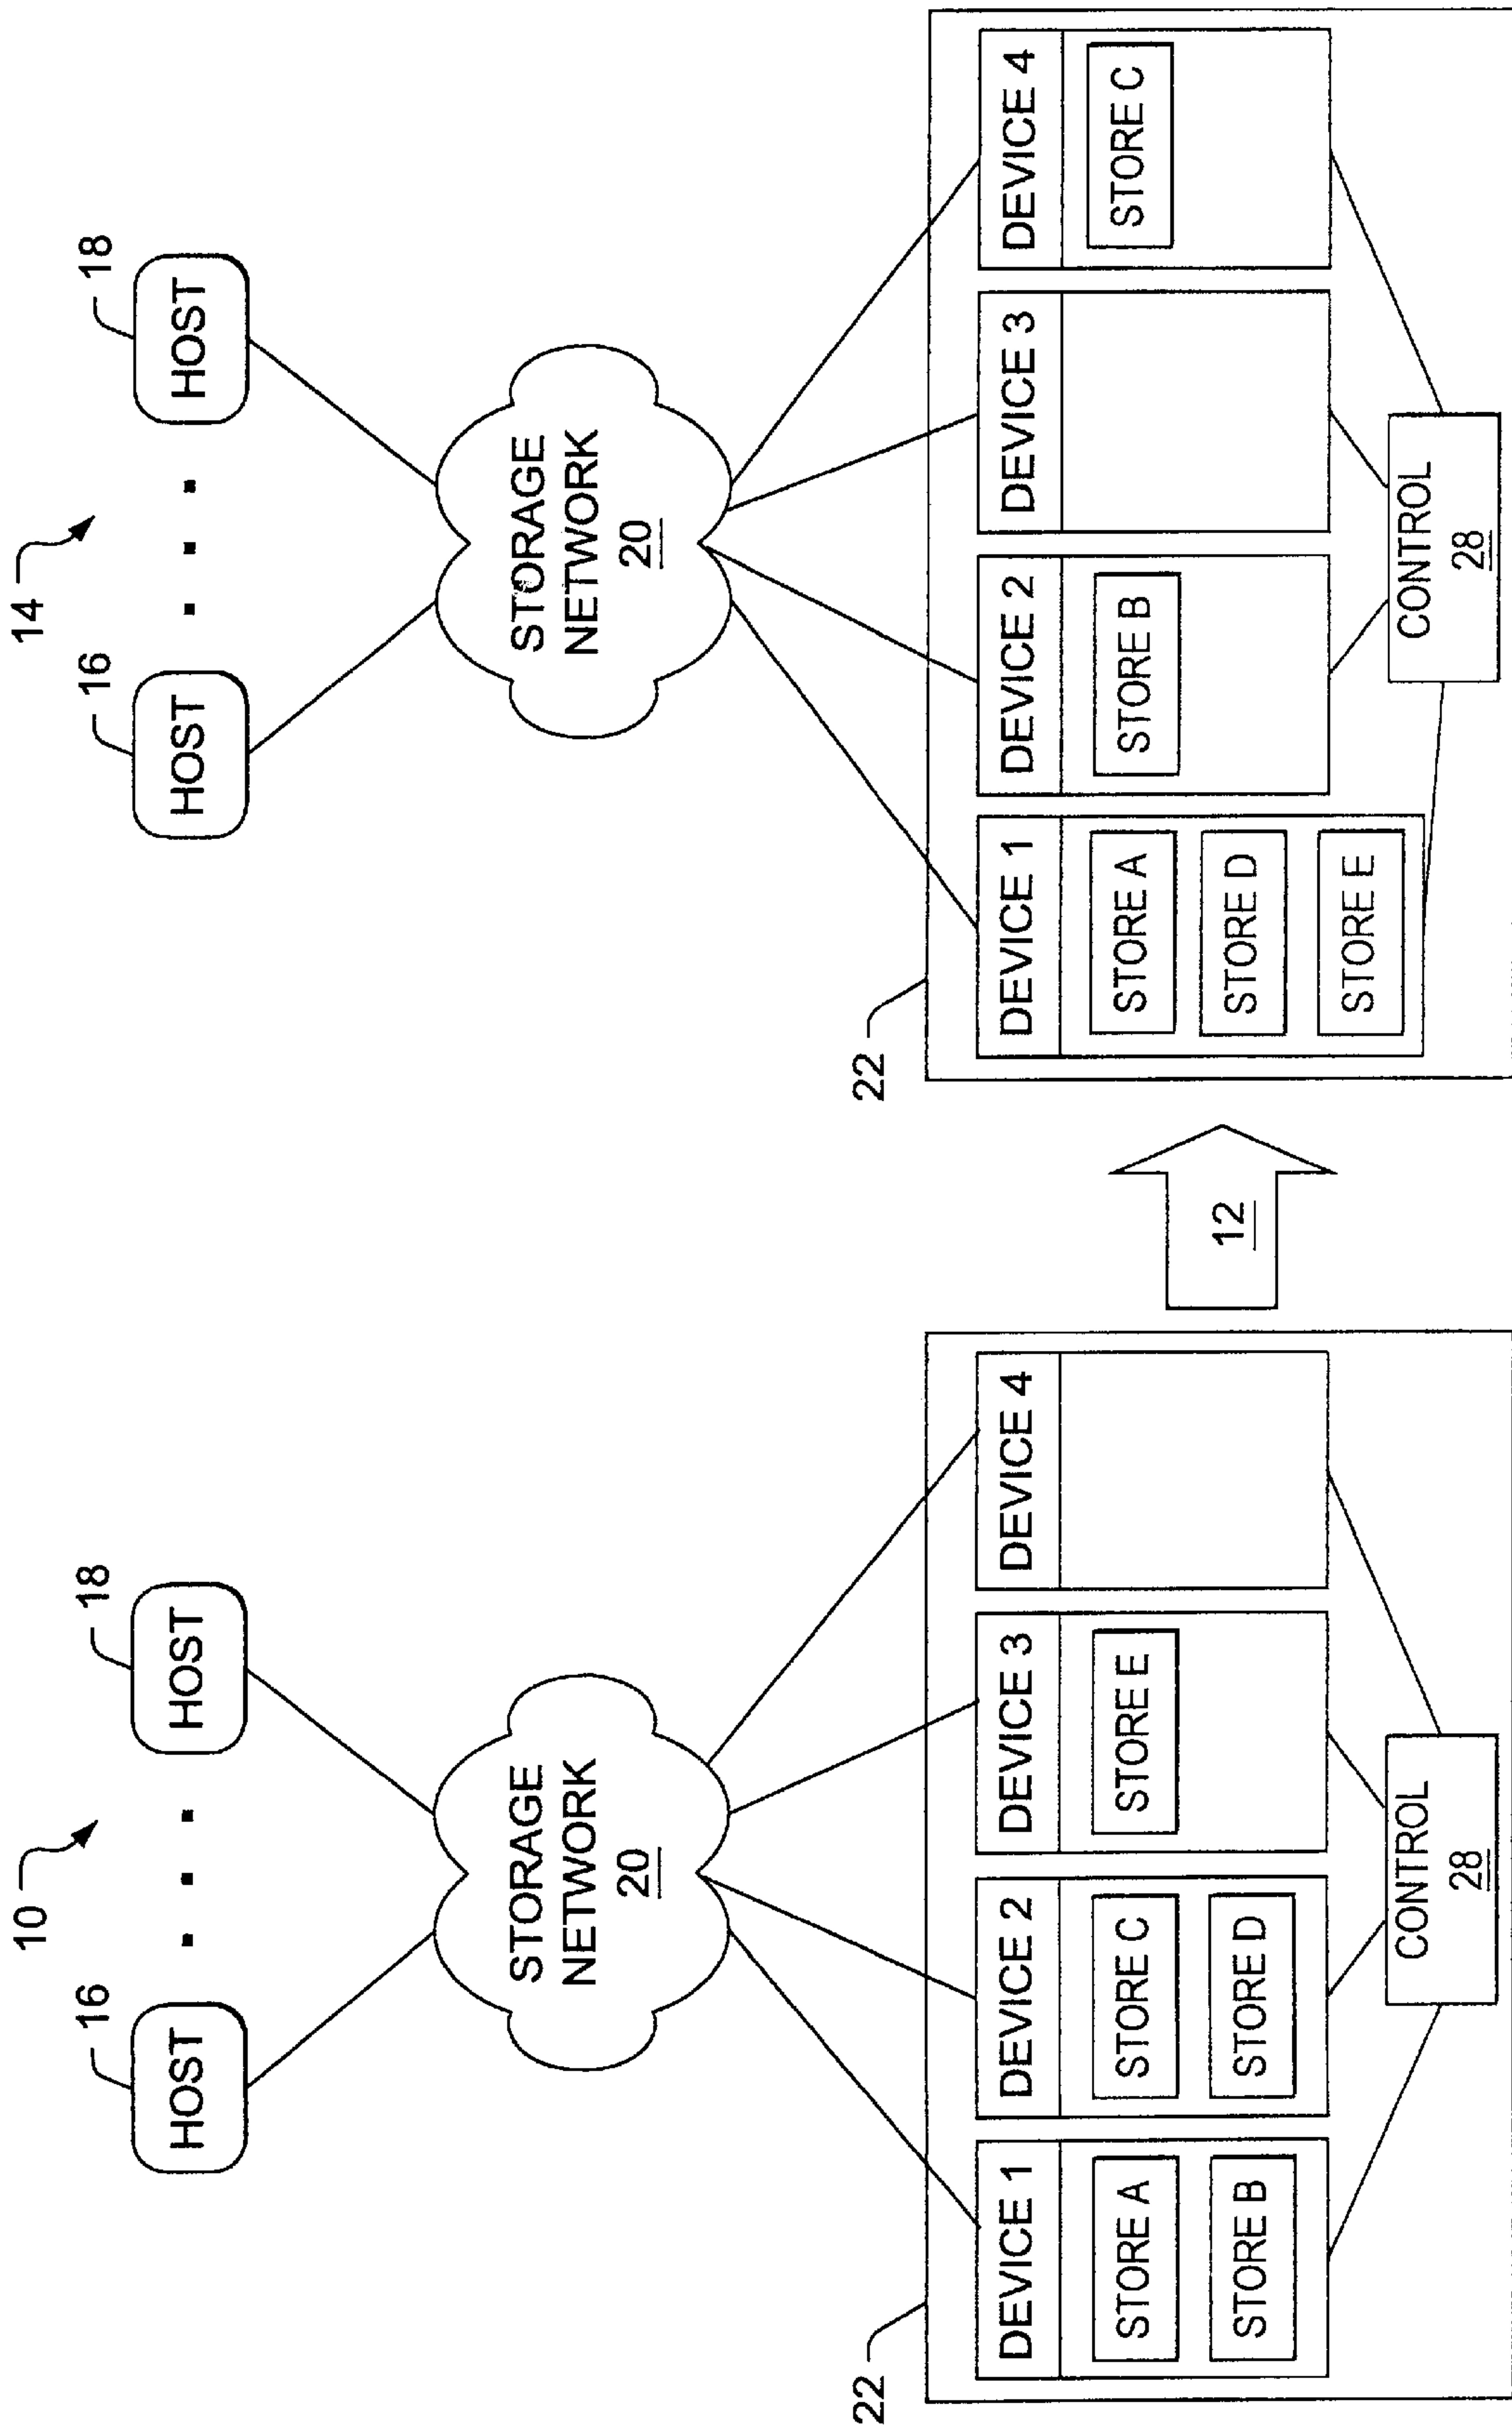 10
16
18
HOST
HOST
STORAGE
NETWORK
20
22
DEVICE 1
DEVICE 2
DEVICE 3
DEVICE 4
STORE A
STORE C
STORE E
STORE B
STORE D
CONTROL
28
12
14
16
18
HOST
HOST
STORAGE
NETWORK
20
22
DEVICE 1
DEVICE 2
DEVICE 3
DEVICE 4
STORE A
STORE B
STORE C
STORE D
STORE E
CONTROL
28